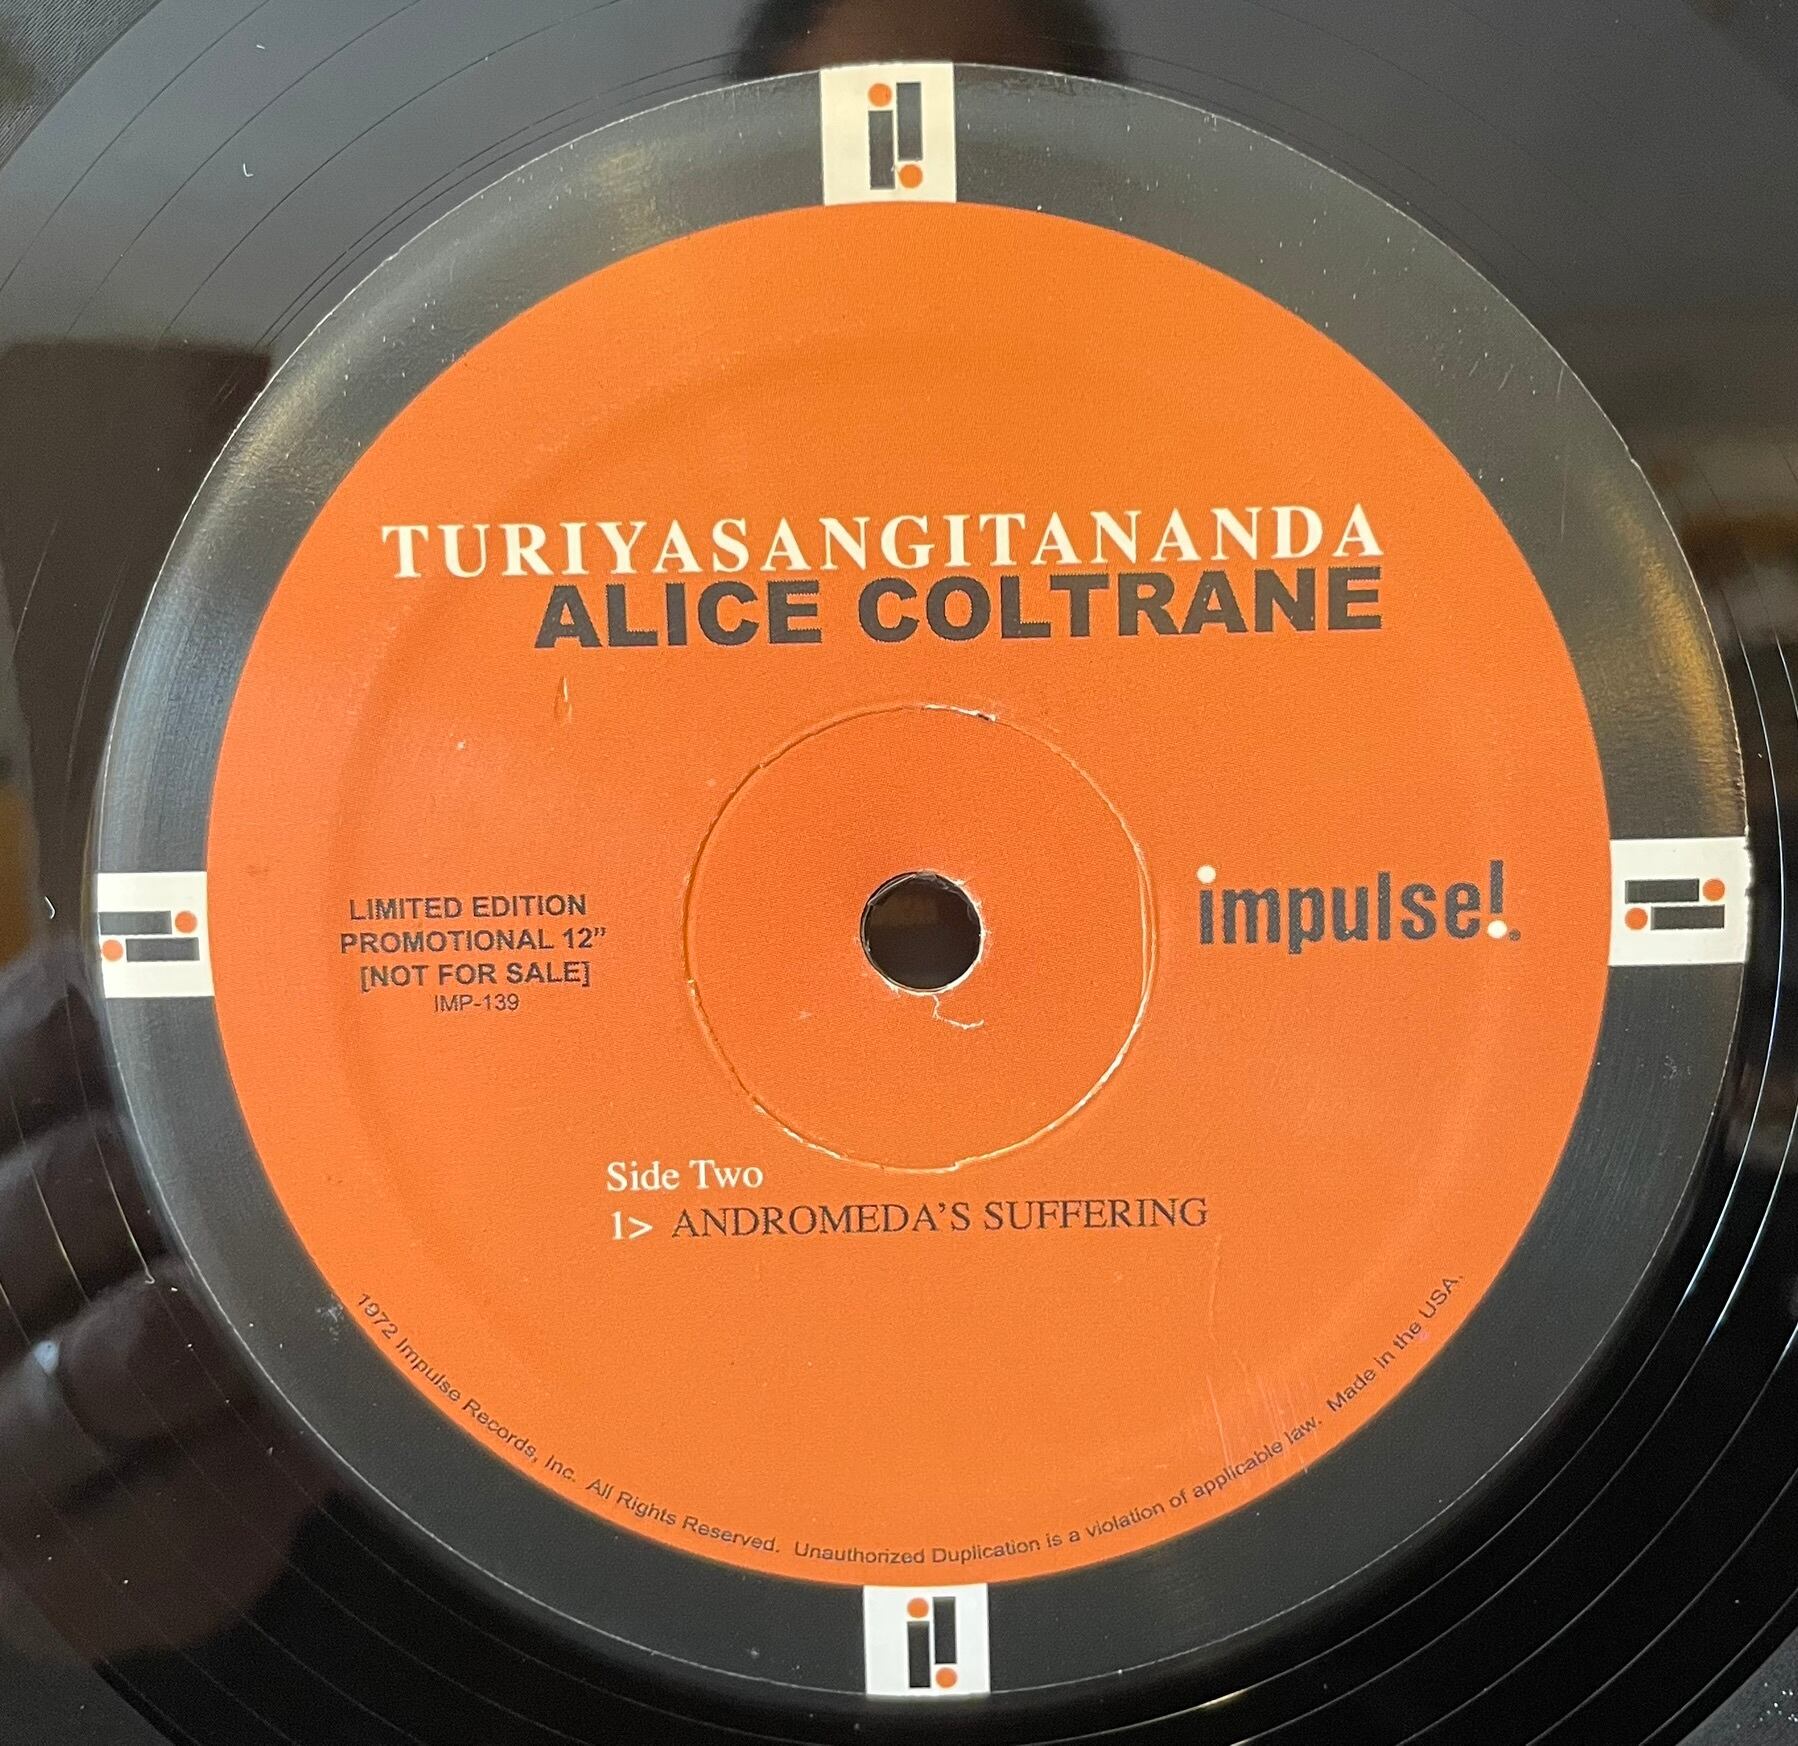 TURIYASANGITANANDA
ALICE COLTRANE
LIMITED EDITION
PROMOTIONAL 12”
[NOT FOR SALE]
IMP-139
impulse!
Side Two
1> ANDROMEDA’S SUFFERING
1972 Impulse Records, Inc. All Rights Reserved. Unauthorized Duplication is a violation of applicable law. Made in the USA.